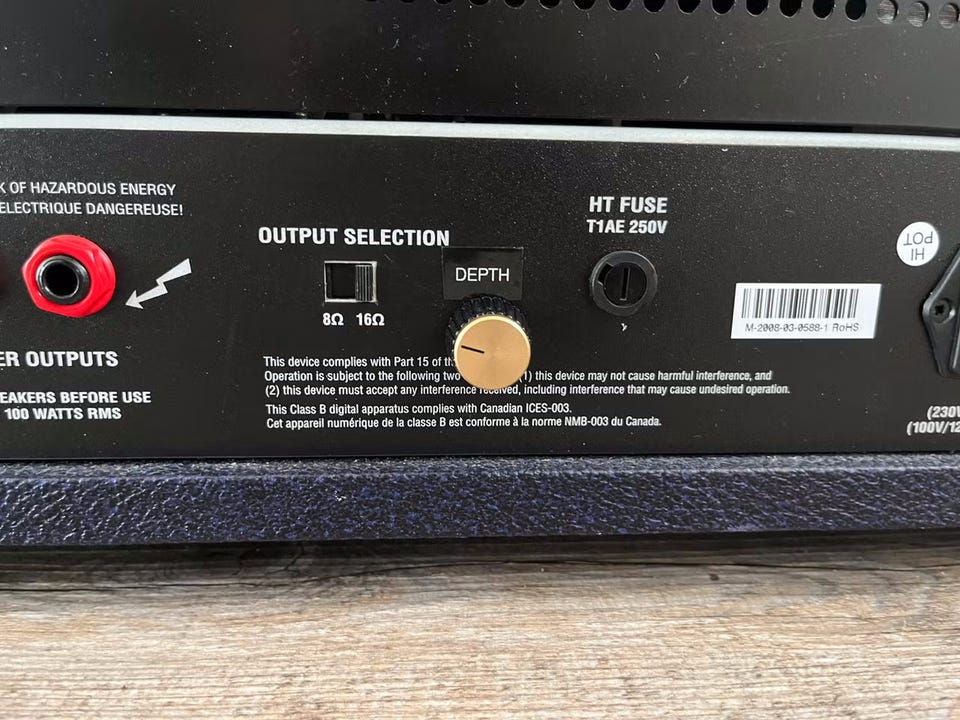 K OF HAZARDOUS ENERGY
ELECTRIQUE DANGEREUSE!
ER OUTPUTS
EAKERS BEFORE USE
100 WATTS RMS
OUTPUT SELECTION
8Ω 16Ω
DEPTH
HT FUSE
T1AE 250V
HI
POT
M-2008-03-0588-1 RoHS
This device complies with Part 15 of th
Operation is subject to the following two (1) this device may not cause harmful interference, and
(2) this device must accept any interference received, including interference that may cause undesired operation.
This Class B digital apparatus complies with Canadian ICES-003.
Cet appareil numérique de la classe B est conforme à la norme NMB-003 du Canada.
(230V
(100V/12